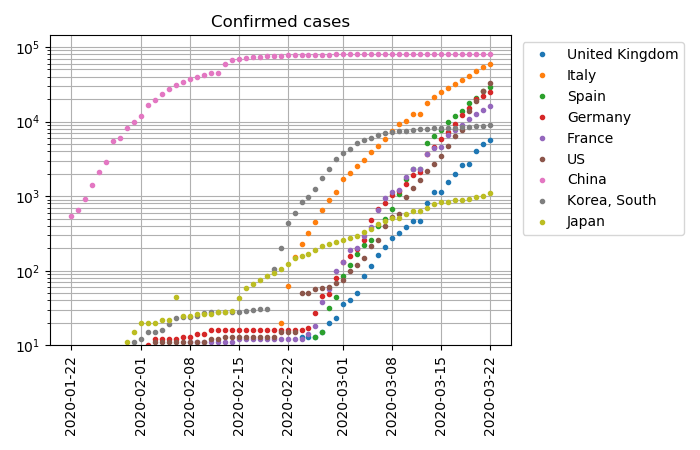 Confirmed cases
10^5
10^4
10^3
10^2
10^1
2020-01-22
2020-02-01
2020-02-08
2020-02-15
2020-02-22
2020-03-01
2020-03-08
2020-03-15
2020-03-22
United Kingdom
Italy
Spain
Germany
France
US
China
Korea, South
Japan